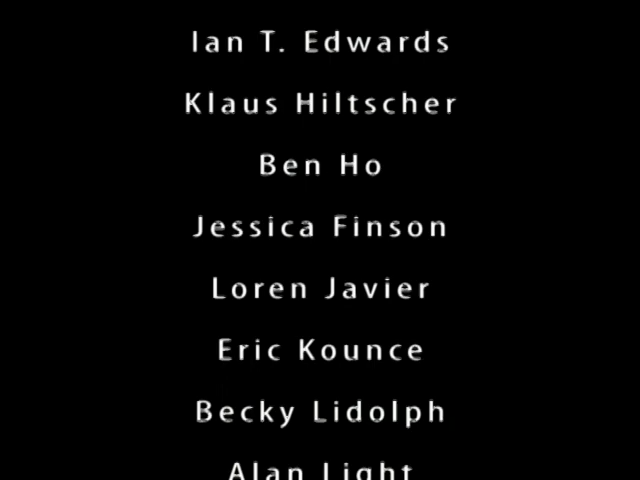 Ian T. Edwards
Klaus Hiltscher
Ben Ho
Jessica Finson
Loren Javier
Eric Kounce
Becky Lidolph
Alan Light